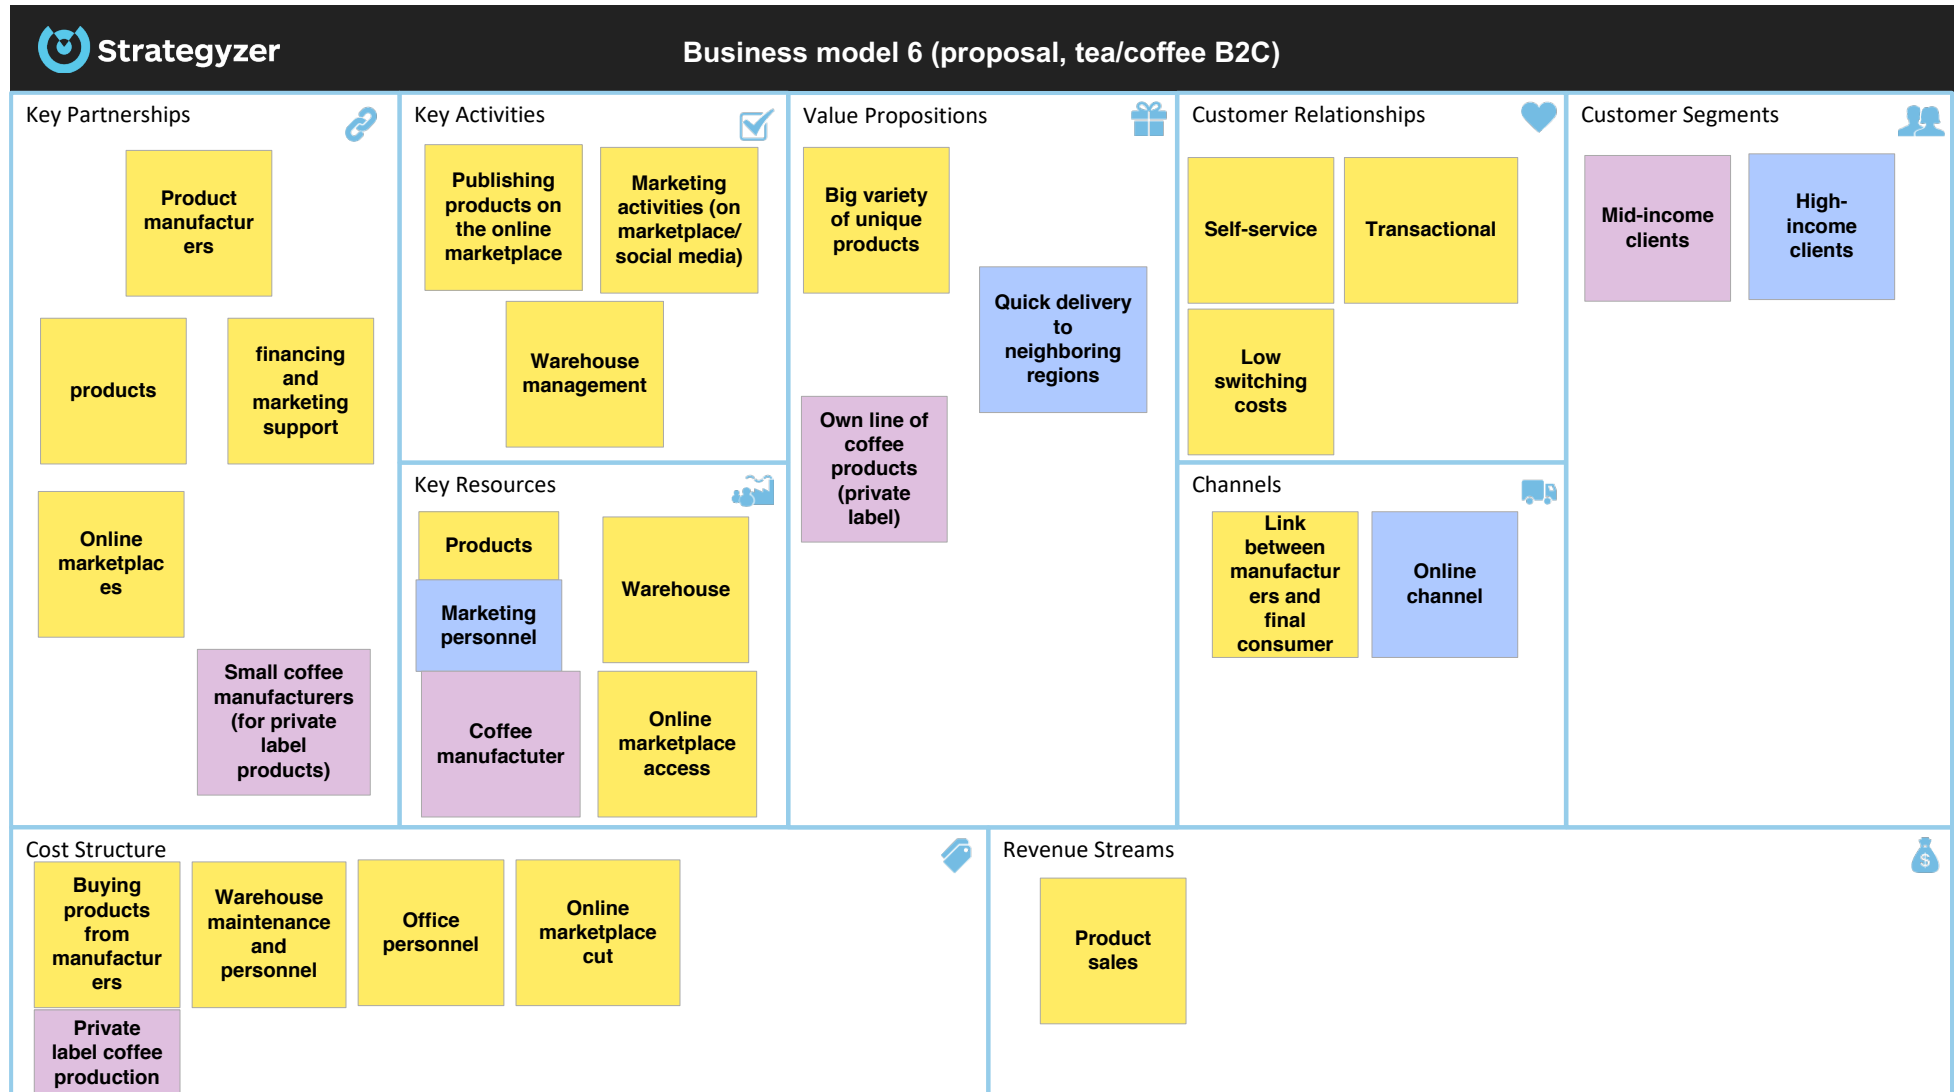 Strategyzer
Business model 6 (proposal, tea/coffee B2C)
Key Partnerships
Product
manufactur
ers
products
financing
and
marketing
support
Online
marketplac
es
Small coffee
manufacturers
(for private
label
products)
Key Activities
Publishing
products on
the online
marketplace
Marketing
activities (on
marketplace/
social media)
Warehouse
management
Key Resources
Products
Marketing
personnel
Coffee
manufactuter
Warehouse
Online
marketplace
access
Value Propositions
Big variety
of unique
products
Quick delivery
to
neighboring
regions
Own line of
coffee
products
(private
label)
Customer Relationships
Self-service
Transactional
Low
switching
costs
Channels
Link
between
manufactur
ers and
final
consumer
Online
channel
Customer Segments
Mid-income
clients
High-
income
clients
Cost Structure
Buying
products
from
manufactur
ers
Warehouse
maintenance
and
personnel
Office
personnel
Online
marketplace
cut
Private
label coffee
production
Revenue Streams
$
Product
sales